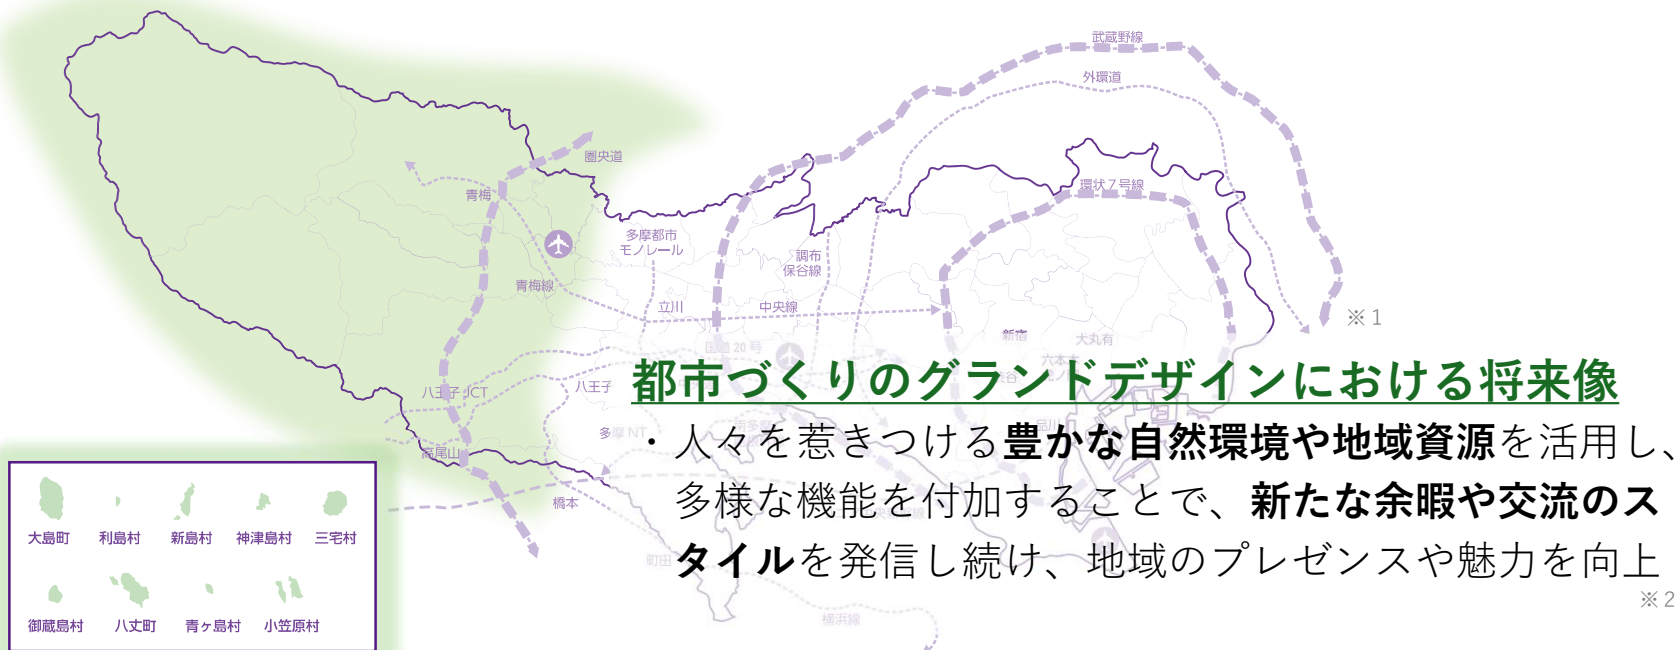 武蔵野線
外環道
圏央道
環状7号線
青梅
多摩都市
モノレール
調布
保谷線
青梅線
立川
中央線
※1
新宿
大丸有
国道20号
六本木
渋谷
都市づくりのグランドデザインにおける将来像
八王子JCT
八王子
多摩NT
南多摩
品川
・人々を惹きつける豊かな自然環境や地域資源を活用し、
高尾山
多様な機能を付加することで、新たな余暇や交流のス
橋本
タイルを発信し続け、地域のプレゼンスや魅力を向上
町田
※2
横浜線
大島町 利島村 新島村 神津島村 三宅村
御蔵島村 八丈町 青ヶ島村 小笠原村